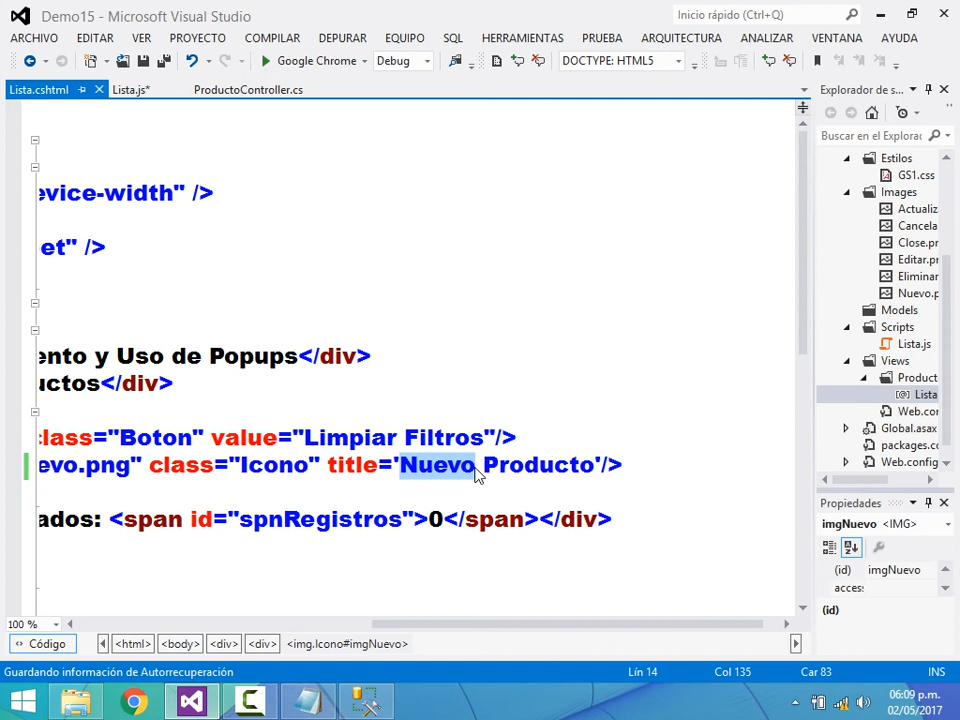 Demo15 - Microsoft Visual Studio
Inicio rápido (Ctrl+Q)
ARCHIVO EDITAR VER PROYECTO COMPILAR DEPURAR EQUIPO SQL HERRAMIENTAS PRUEBA ARQUITECTURA ANALIZAR VENTANA AYUDA
Google Chrome Debug DOCTYPE: HTML5
Lista.cshtml Lista.js* ProductoController.cs
Explorador de s...
Buscar en el Explorac
Estilos
GS1.css
Images
Actualiz
Cancela
Close.pr
Editar.pr
Eliminar
Nuevo.p
Models
Scripts
Lista.js
Views
Product
Lista
Web.cor
Global.asax
packages.cc
Web.config
evice-width" />
et" />
ento y Uso de Popups</div>
uctos</div>
class="Boton" value="Limpiar Filtros"/>
evo.png" class="Icono" title='Nuevo Producto'/>
ados: <span id="spnRegistros">0</span></div>
Propiedades
imgNuevo <IMG>
(id) imgNuevo
acces:
(id)
100 %
Código <html> <body> <div> <div> <img.Icono#imgNuevo>
Guardando información de Autorrecuperación Lín 14 Col 135 Car 83 INS
06:09 p.m.
02/05/2017